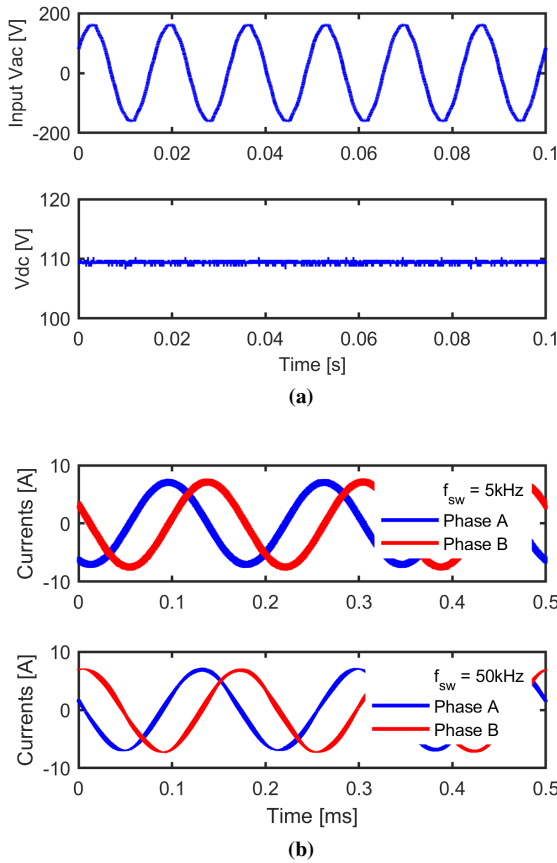 Input Vac [V]
200
0
-200
0 0.02 0.04 0.06 0.08 0.1
Vdc [V]
120
110
100
0 0.02 0.04 0.06 0.08 0.1
Time [s]
(a)
Currents [A]
10
0
-10
f_sw = 5kHz
Phase A
Phase B
0 0.1 0.2 0.3 0.4 0.5
Currents [A]
10
0
-10
f_sw = 50kHz
Phase A
Phase B
0 0.1 0.2 0.3 0.4 0.5
Time [ms]
(b)